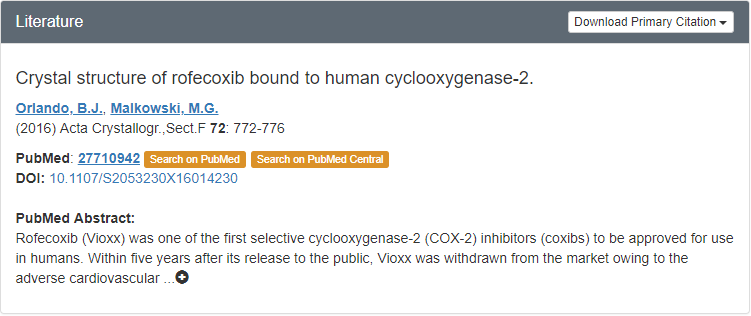 Literature
Download Primary Citation
Crystal structure of rofecoxib bound to human cyclooxygenase-2.
Orlando, B.J., Malkowski, M.G.
(2016) Acta Crystallogr.,Sect.F 72: 772-776
PubMed: 27710942 Search on PubMed Search on PubMed Central
DOI: 10.1107/S2053230X16014230
PubMed Abstract:
Rofecoxib (Vioxx) was one of the first selective cyclooxygenase-2 (COX-2) inhibitors (coxibs) to be approved for use
in humans. Within five years after its release to the public, Vioxx was withdrawn from the market owing to the
adverse cardiovascular ...